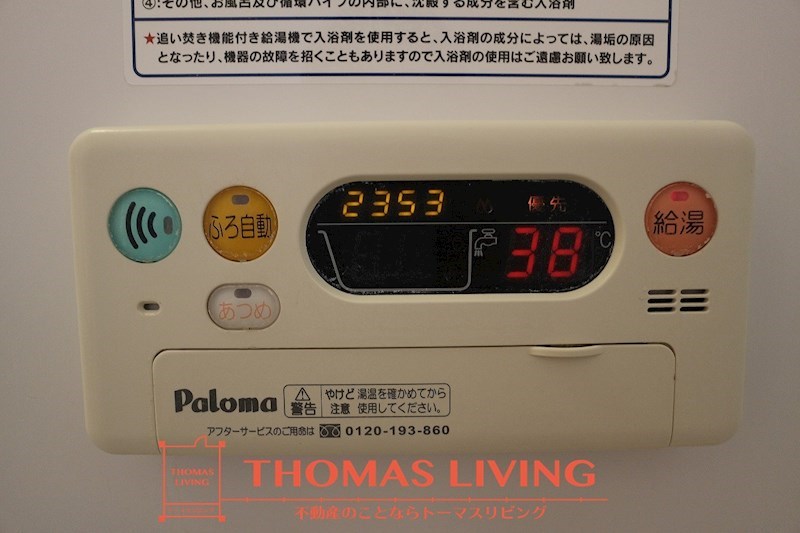 ④:その他、お風呂及び循環パイプの内部に、沈殿する成分を含む入浴剤
★追い焚き機能付き給湯機で入浴剤を使用すると、入浴剤の成分によっては、湯垢の原因
となったり、機器の故障を招くこともありますので入浴剤の使用はご遠慮お願い致します。
2353 優先
ふろ自動
給湯
38 ℃
あつめ
Paloma
警告
やけど 湯温を確かめてから
注意 使用してください。
アフターサービスのご用命は 0120-193-860
THOMAS
LIVING
THOMAS LIVING
不動産のことならトーマスリビング